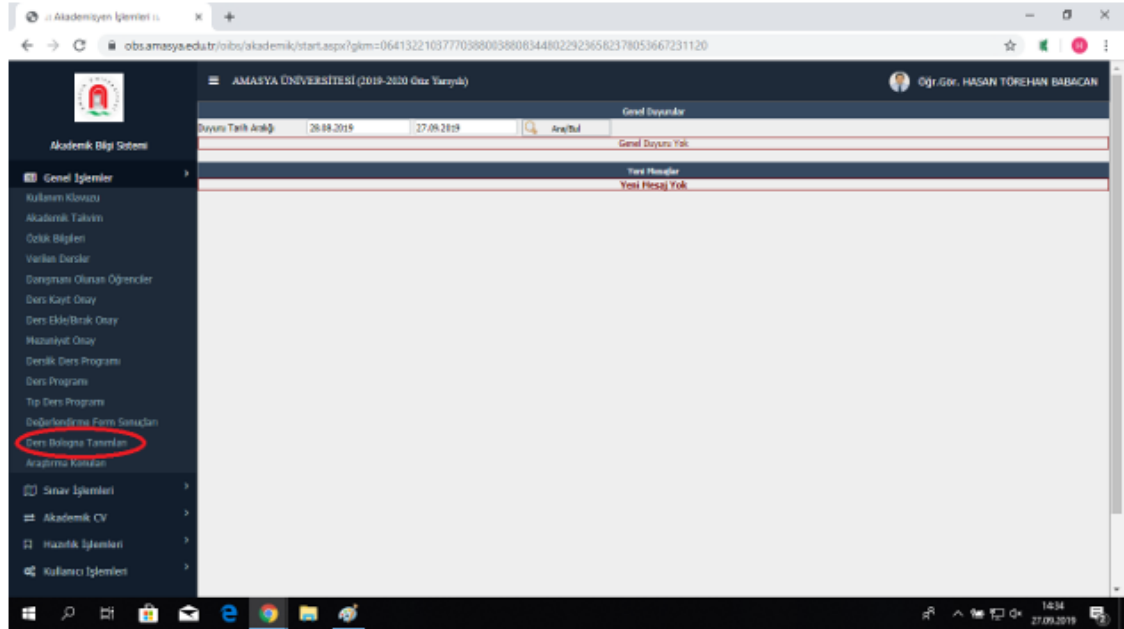 .:: Akademisyen İşlemleri ::.
obs.amasya.edu.tr/oibs/akademik/start.aspx?gkm=
AMASYA ÜNİVERSİTESİ (2019-2020 Güz Yarıyılı)
Öğr.Gör. HASAN TÖREHAN BABACAN
Akademik Bilgi Sistemi
Genel Duyurular
Duyuru Tarih Aralığı 28.08.2019 27.09.2019 Ara/Bul
Genel Duyuru Yok
Yeni Mesajlar
Yeni Mesaj Yok
Genel İşlemler
Kullanım Klavuzu
Akademik Takvim
Özlük Bilgileri
Verilen Dersler
Danışmanı Olunan Öğrenciler
Ders Kayıt Onay
Ders Ekle/Bırak Onay
Mezuniyet Onay
Derslik Ders Programı
Ders Programı
Tıp Ders Programı
Değerlendirme Form Sonuçları
Ders Bologna Tanımları
Araştırma Konuları
Sınav İşlemleri
Akademik CV
Hazırlık İşlemleri
Kullanıcı İşlemleri
14:34
27.09.2019